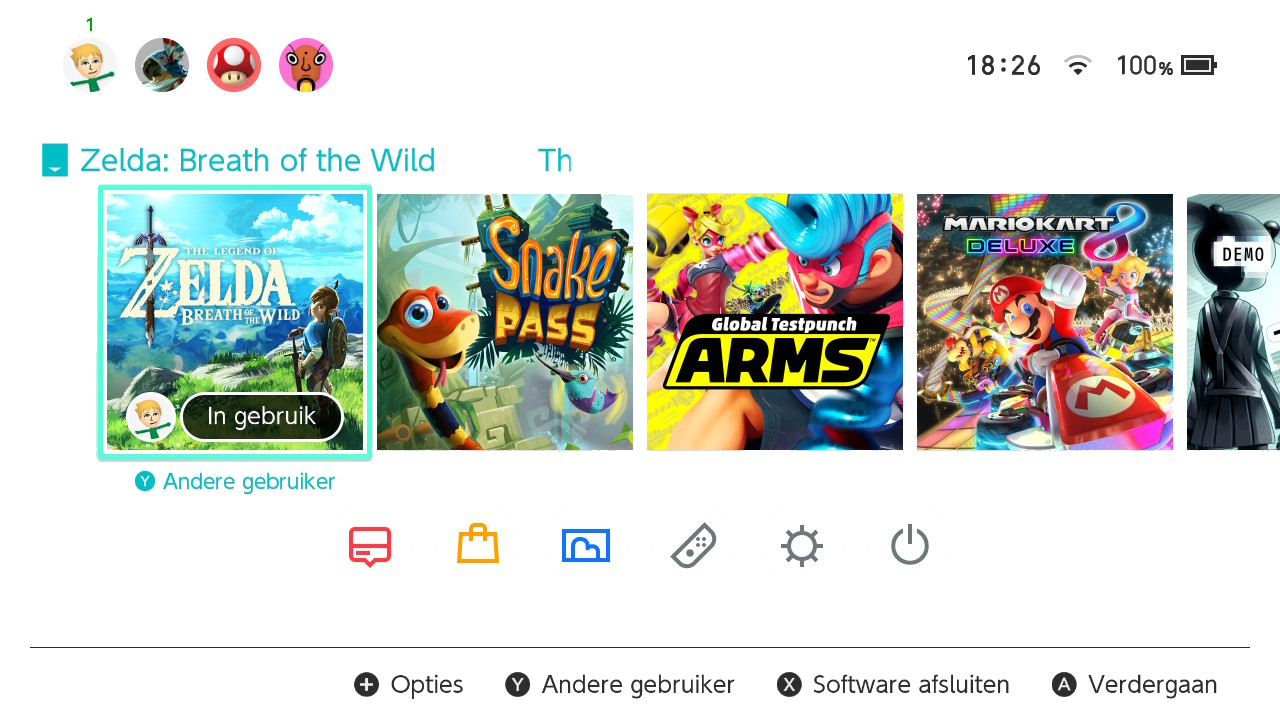 1
18:26
100%
Zelda: Breath of the Wild Th
THE LEGEND OF
ZELDA
BREATH OF THE WILD
In gebruik
Snake
PASS
Global Testpunch
ARMS™
MARIOKART 8
DELUXE
M
DEMO
Y Andere gebruiker
+ Opties
Y Andere gebruiker
X Software afsluiten
A Verdergaan